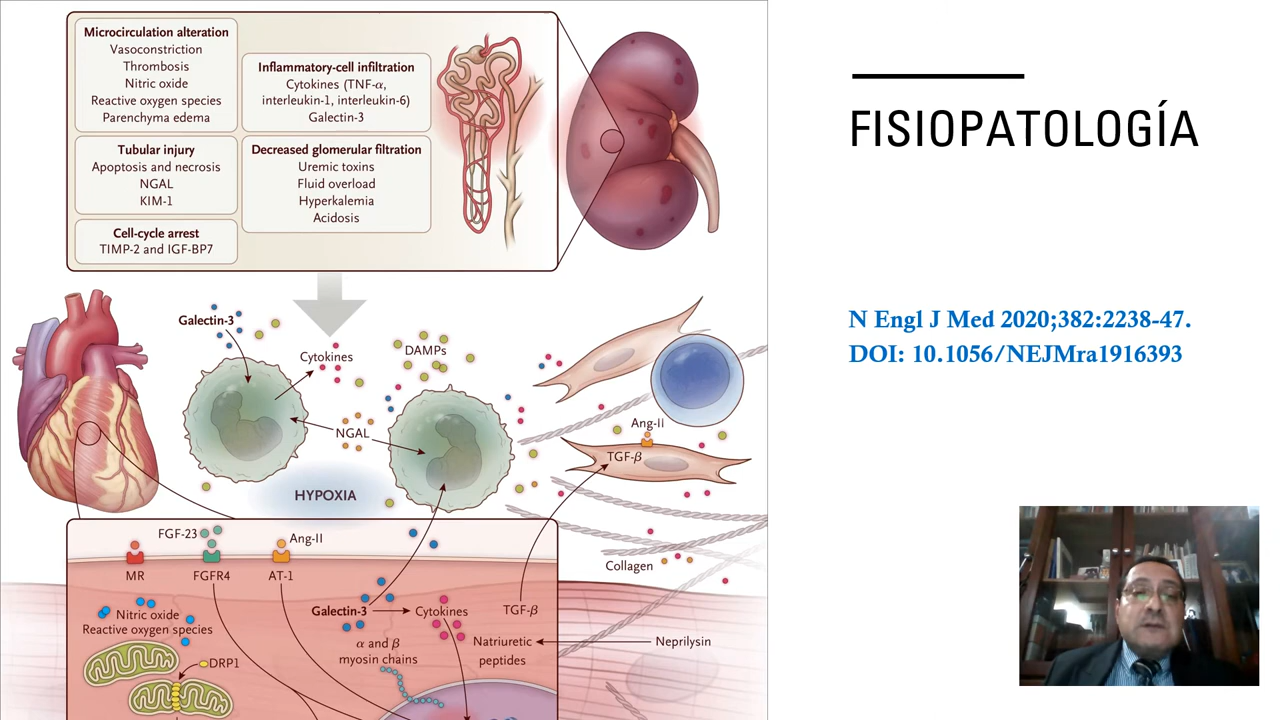 Microcirculation alteration
Vasoconstriction
Thrombosis
Nitric oxide
Reactive oxygen species
Parenchyma edema
Tubular injury
Apoptosis and necrosis
NGAL
KIM-1
Cell-cycle arrest
TIMP-2 and IGF-BP7
Inflammatory-cell infiltration
Cytokines (TNF-α,
interleukin-1, interleukin-6)
Galectin-3
Decreased glomerular filtration
Uremic toxins
Fluid overload
Hyperkalemia
Acidosis
FISIOPATOLOGÍA
N Engl J Med 2020;382:2238-47.
DOI: 10.1056/NEJMra1916393
Galectin-3
Cytokines
DAMPs
NGAL
Ang-II
TGF-β
HYPOXIA
FGF-23
Ang-II
MR
FGFR4
AT-1
Collagen
Nitric oxide
Reactive oxygen species
Galectin-3
Cytokines
TGF-β
α and β
myosin chains
Natriuretic
peptides
Neprilysin
DRP1